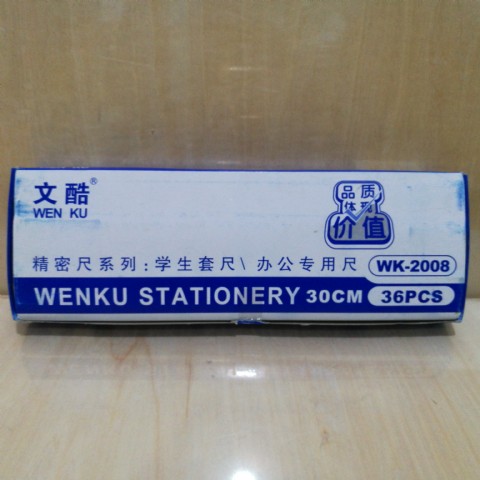 文酷®
WEN KU
品质
体现
价值
精密尺系列:学生套尺\办公专用尺 WK-2008
WENKU STATIONERY 30CM 36PCS